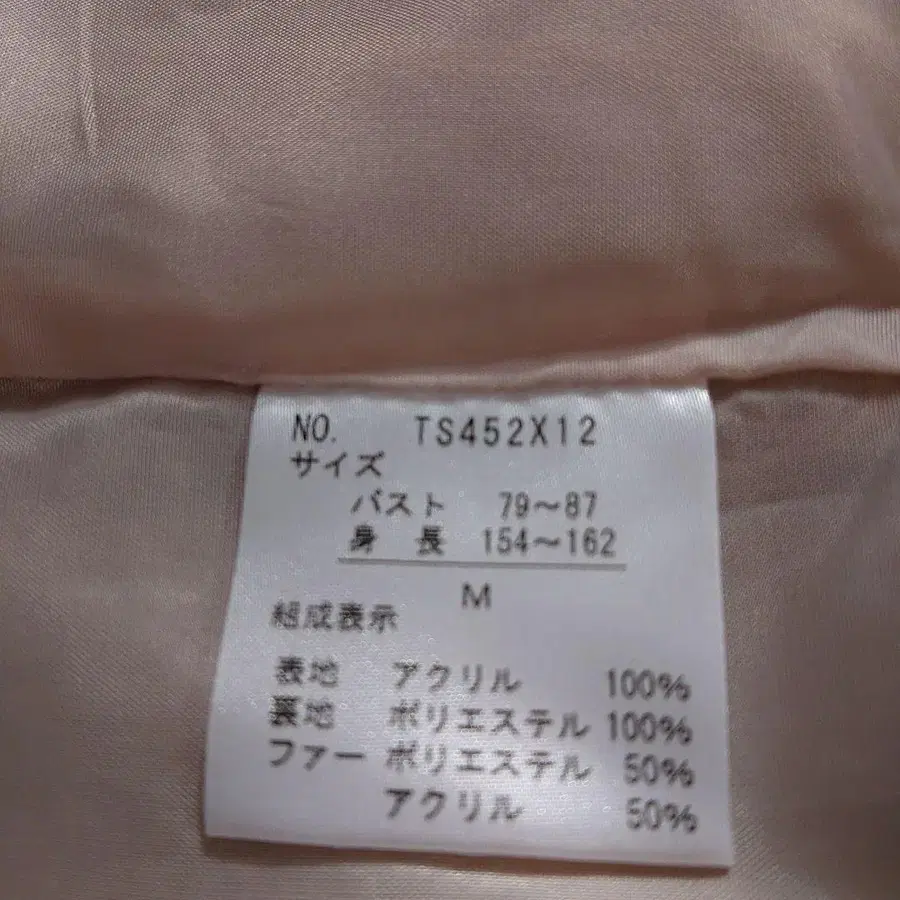 NO. TS452X12
サイズ
バスト 79～87
身 長 154～162
M
組成表示
表地 アクリル 100%
裏地 ポリエステル 100%
ファー ポリエステル 50%
アクリル 50%